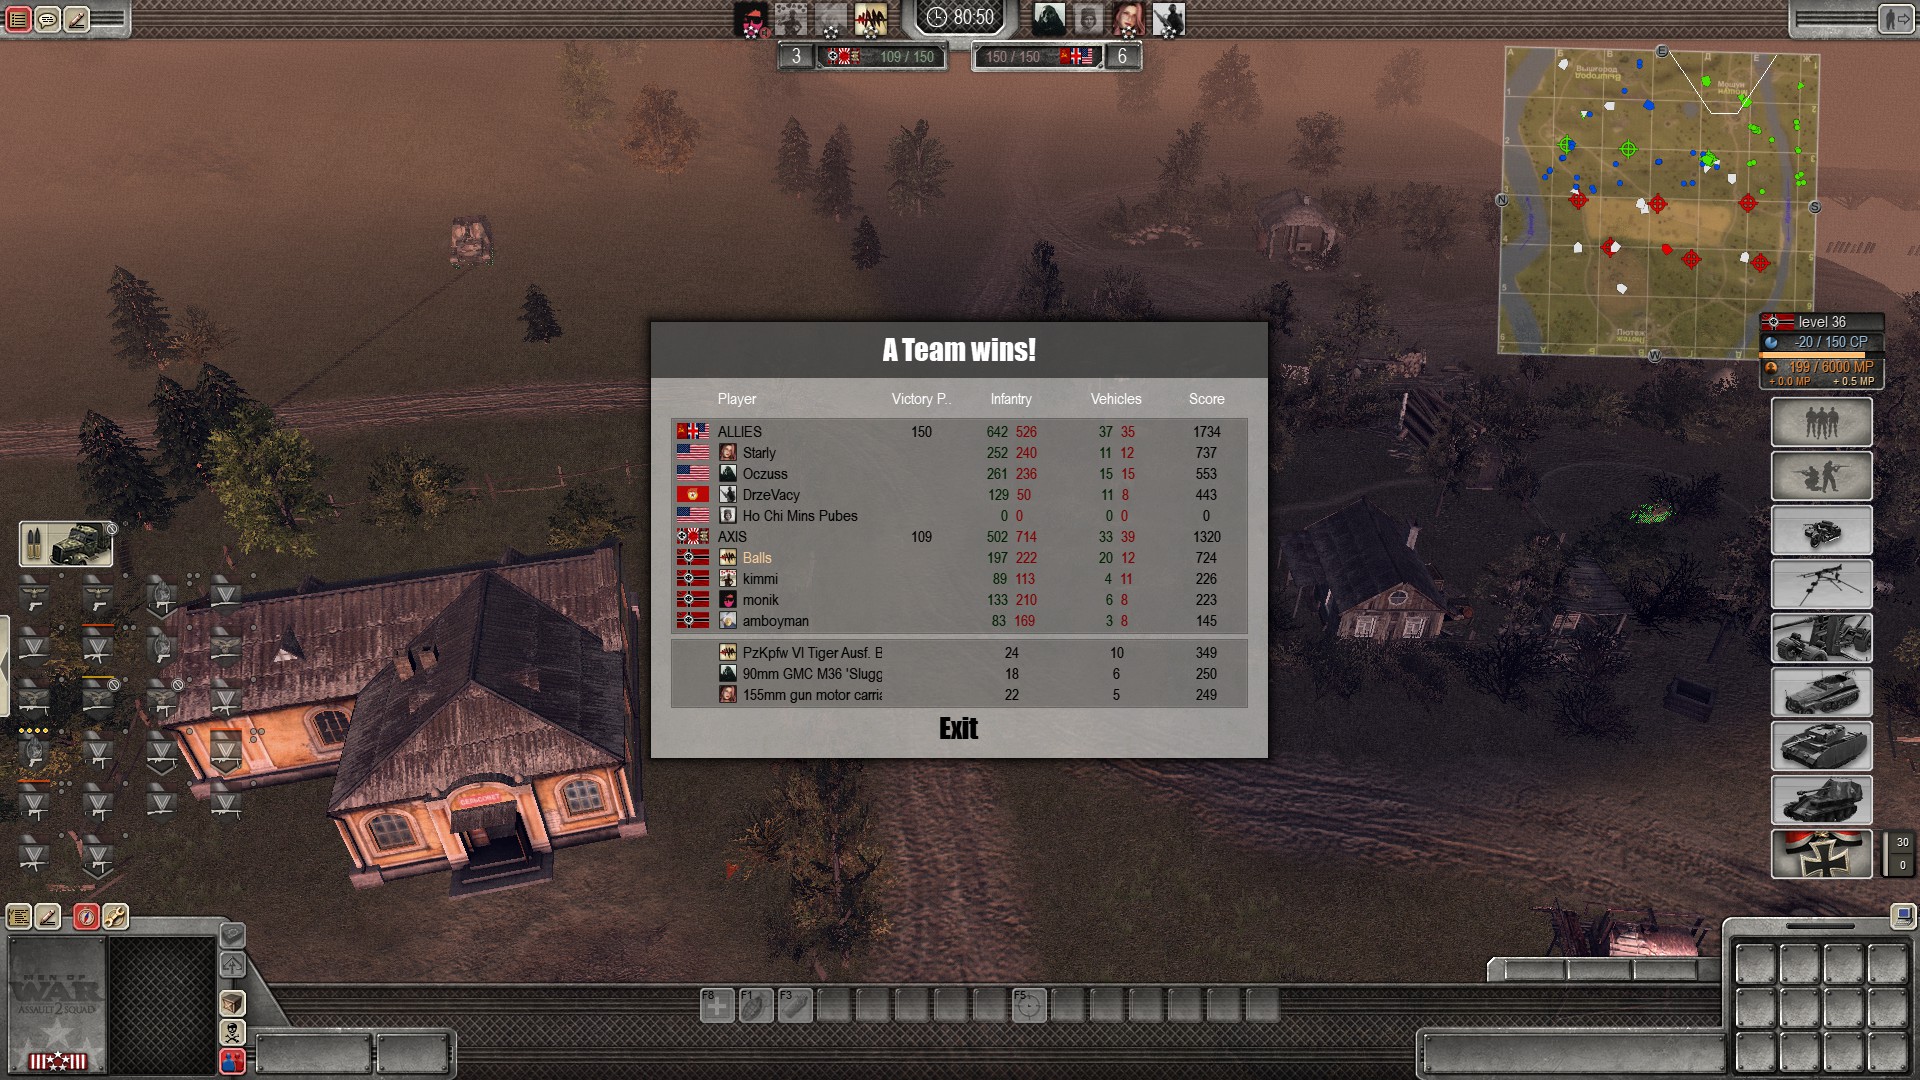 80:50
3 109 / 150 150 / 150 6
Вышгород
Мощун
Пютеж
N E S W
level 36
-20 / 150 CP
199 / 6000 MP
+ 0.0 MP + 0.5 MP
A Team wins!
Player Victory P.. Infantry Vehicles Score
ALLIES 150 642 526 37 35 1734
Starly 252 240 11 12 737
Oczuss 261 236 15 15 553
DrzeVacy 129 50 11 8 443
Ho Chi Mins Pubes 0 0 0 0 0
AXIS 109 502 714 33 39 1320
Balls 197 222 20 12 724
kimmi 89 113 4 11 226
monik 133 210 6 8 223
amboyman 83 169 3 8 145
PzKpfw VI Tiger Ausf. B 24 10 349
90mm GMC M36 'Slugg 18 6 250
155mm gun motor carria 22 5 249
Exit
СЕЛЬСОВЕТ
30
0
MEN OF
WAR
ASSAULT SQUAD 2
F8 F1 F3 F5